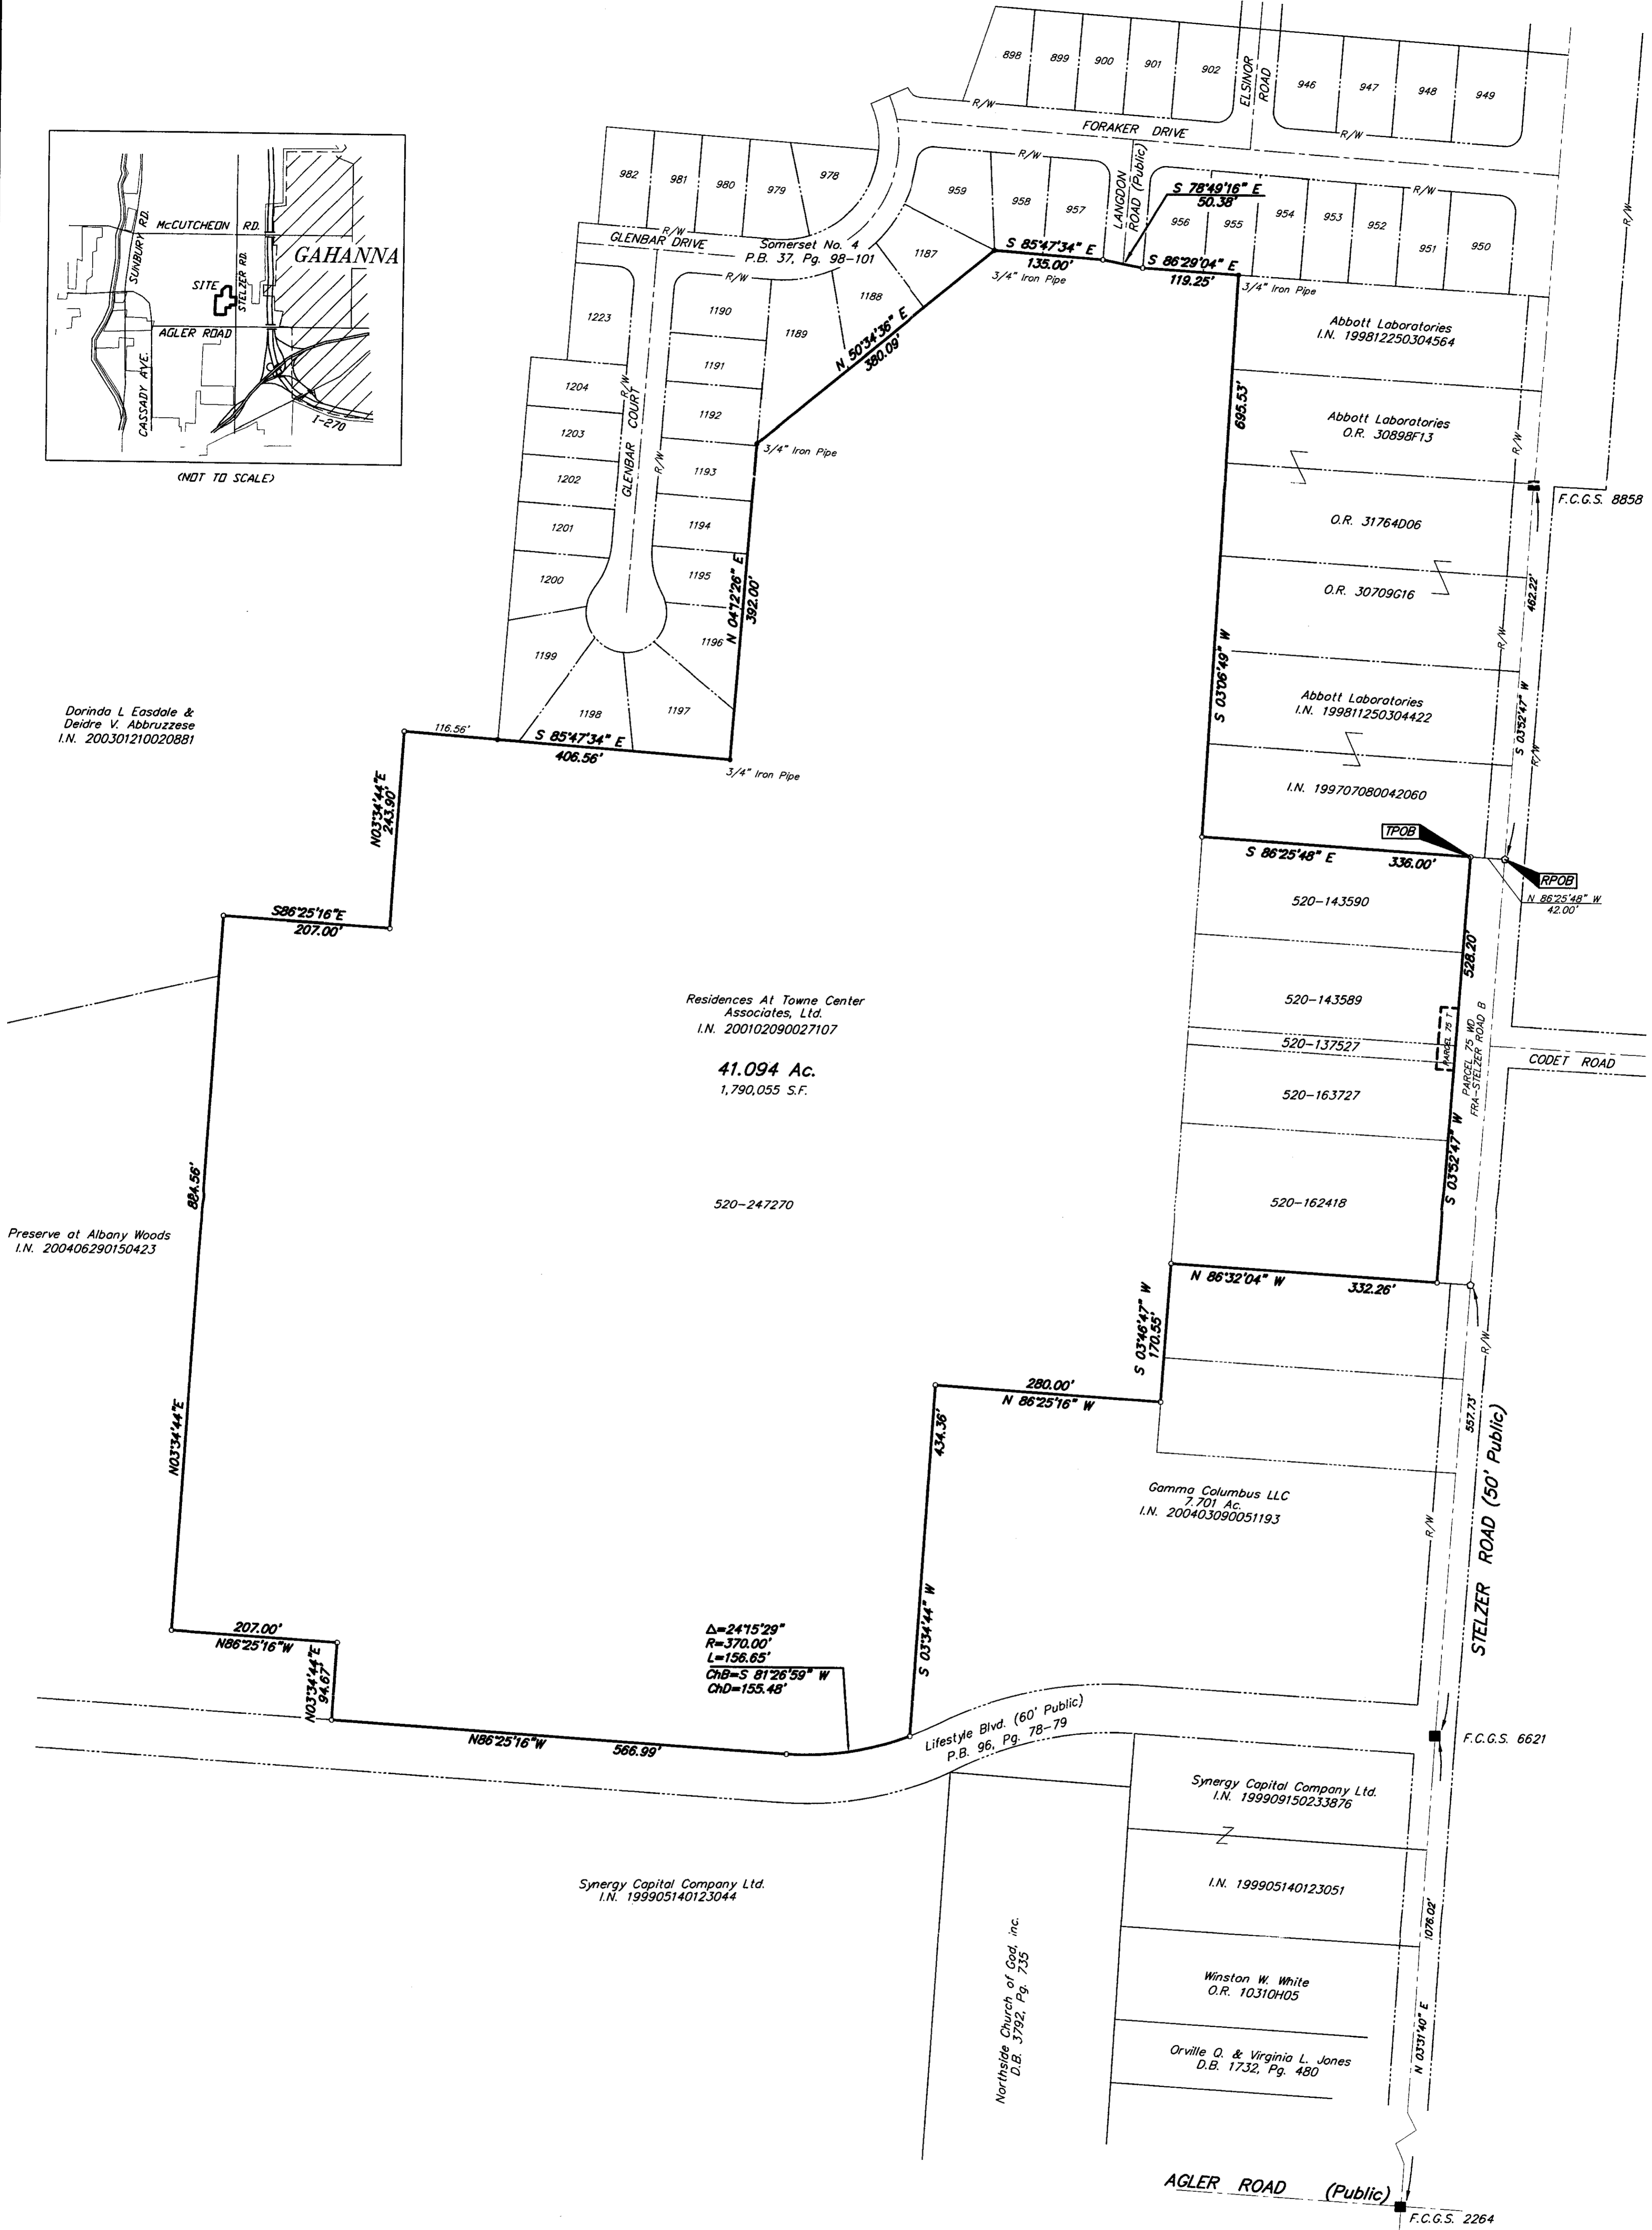 McCUTCHEON RD.
SUNBURY RD.
STELZER RD.
GAHANNA
SITE
AGLER ROAD
CASSADY AVE.
I-270
(NOT TO SCALE)
898
899
900
901
902
ELSINOR
ROAD
946
947
948
949
R/W
FORAKER DRIVE
R/W
R/W
R/W
R/W
982
981
980
979
978
959
958
957
LANGDON
ROAD (Public)
S 78°49'16" E
50.38'
956
955
954
953
952
951
950
R/W
GLENBAR DRIVE
Somerset No. 4
P.B. 37, Pg. 98-101
R/W
1187
S 85°47'34" E
135.00'
3/4" Iron Pipe
S 86°29'04" E
119.25'
3/4" Iron Pipe
1188
1190
1189
N 50°34'36" E
380.09'
1223
1191
1204
1192
1203
3/4" Iron Pipe
R/W
GLENBAR COURT
R/W
1202
1193
1201
1194
1200
1195
1196
N 04°12'26" E
392.00'
1199
1198
1197
Abbott Laboratories
I.N. 199812250304564
695.53'
Abbott Laboratories
O.R. 30898F13
R/W
F.C.G.S. 8858
O.R. 31764D06
O.R. 30709G16
462.22'
R/W
S 03°06'49" W
Abbott Laboratories
I.N. 199811250304422
S 03°52'47" W
R/W
I.N. 199707080042060
Dorinda L Easdale &
Deidre V. Abbruzzese
I.N. 200301210020881
116.56'
S 85°47'34" E
406.56'
3/4" Iron Pipe
N03°34'44"E
243.90'
TPOB
S 86°25'48" E
336.00'
RPOB
N 86°25'48" W
42.00'
S86°25'16"E
207.00'
520-143590
528.20'
Residences At Towne Center
Associates, Ltd.
I.N. 200102090027107
41.094 Ac.
1,790,055 S.F.
520-143589
520-137527
PARCEL 75 T
PARCEL 75 WD
FRA-STELZER ROAD B
CODET ROAD
520-163727
S 03°52'47" W
884.56'
520-247270
520-162418
Preserve at Albany Woods
I.N. 200406290150423
N 86°32'04" W
332.26'
S 03°46'47" W
170.55'
R/W
280.00'
N 86°25'16" W
434.36'
N03°34'44"E
557.73'
STELZER ROAD (50' Public)
Gamma Columbus LLC
7.701 Ac.
I.N. 200403090051193
R/W
S 03°34'44" W
207.00'
N86°25'16"W
N03°34'44"E
94.67'
Δ=24°15'29"
R=370.00'
L=156.65'
ChB=S 81°26'59" W
ChD=155.48'
N86°25'16"W
566.99'
Lifestyle Blvd. (60' Public)
P.B. 96, Pg. 78-79
F.C.G.S. 6621
Synergy Capital Company Ltd.
I.N. 199909150233876
Synergy Capital Company Ltd.
I.N. 199905140123044
I.N. 199905140123051
1076.02'
Northside Church of God, inc.
D.B. 3792, Pg. 735
Winston W. White
O.R. 10310H05
N 03°31'40" E
Orville O. & Virginia L. Jones
D.B. 1732, Pg. 480
AGLER ROAD (Public)
F.C.G.S. 2264